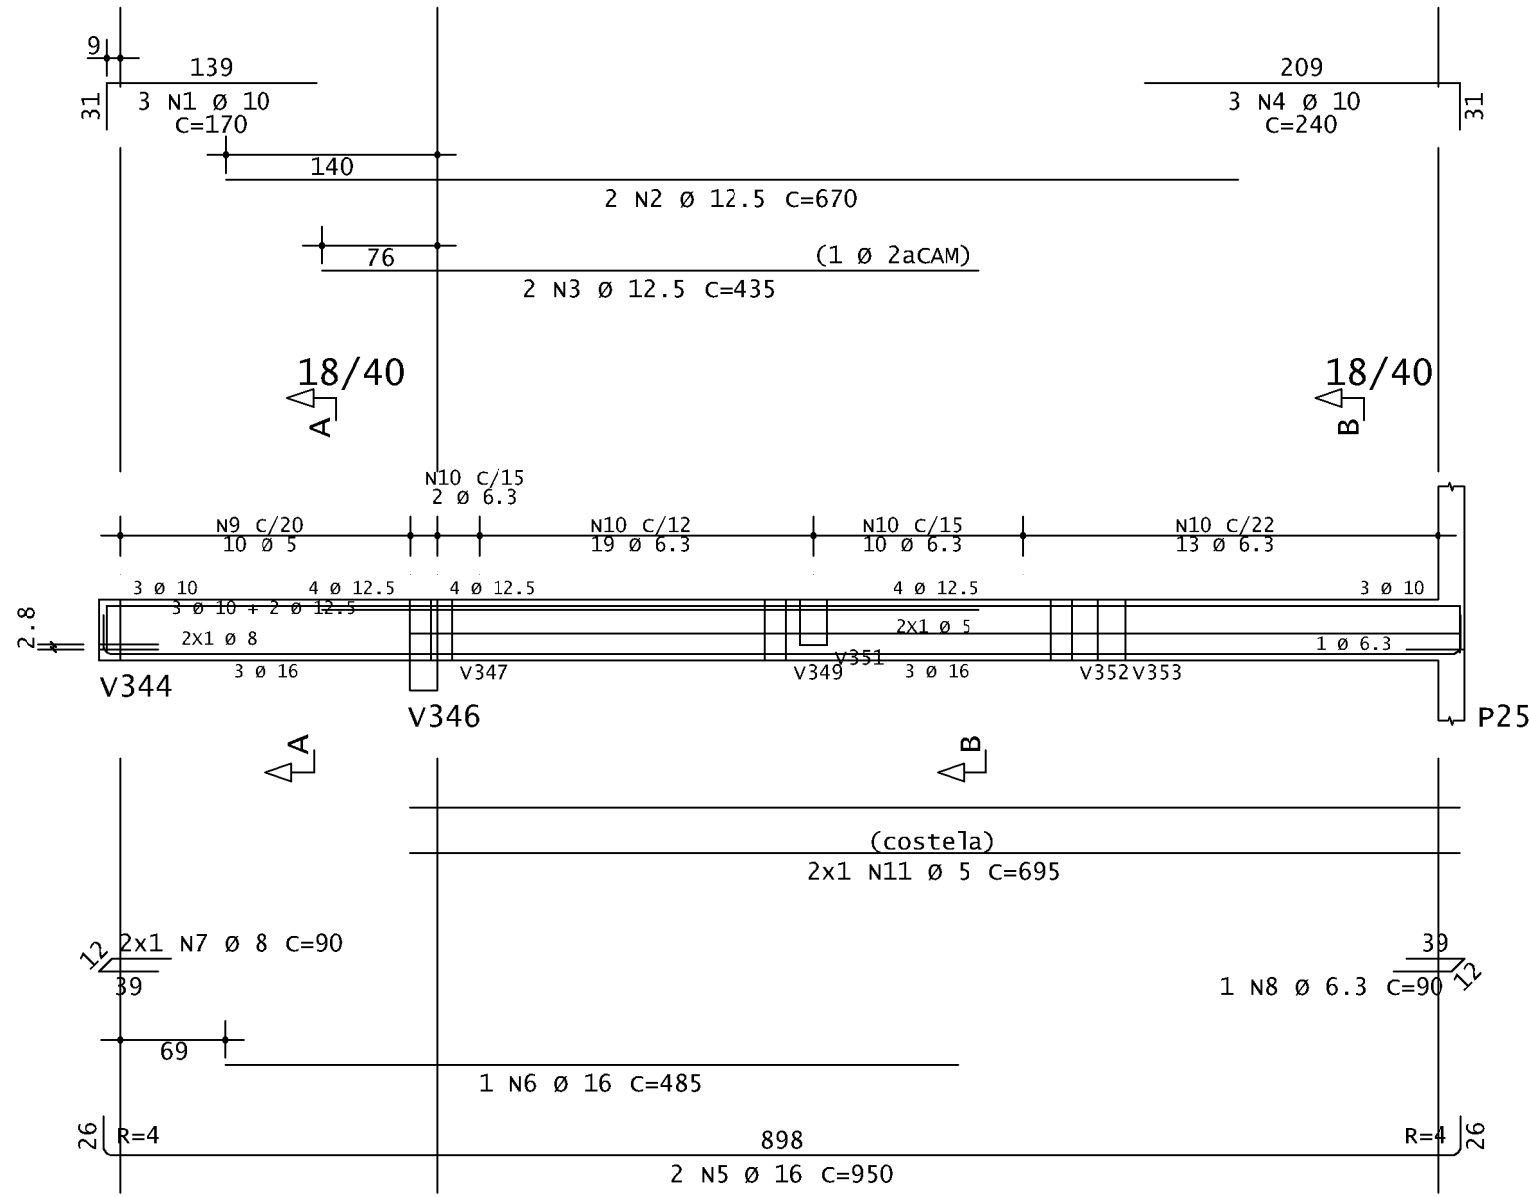 9
139
31
3 N1 Ø 10
C=170
209
3 N4 Ø 10
C=240
31
140
2 N2 Ø 12.5 C=670
76
(1 Ø 2aCAM)
2 N3 Ø 12.5 C=435
18/40
A
18/40
B
N10 C/15
2 Ø 6.3
N9 C/20
10 Ø 5
N10 C/12
19 Ø 6.3
N10 C/15
10 Ø 6.3
N10 C/22
13 Ø 6.3
3 Ø 10
4 Ø 12.5
4 Ø 12.5
4 Ø 12.5
3 Ø 10
3 Ø 10 + 2 Ø 12.5
2.8
2X1 Ø 8
2X1 Ø 5
1 Ø 6.3
V351
3 Ø 16
V347
V349
3 Ø 16
V352
V353
V344
V346
P25
A
B
(costela)
2x1 N11 Ø 5 C=695
12
2x1 N7 Ø 8 C=90
39
39
1 N8 Ø 6.3 C=90
12
69
1 N6 Ø 16 C=485
26
R=4
898
R=4
26
2 N5 Ø 16 C=950